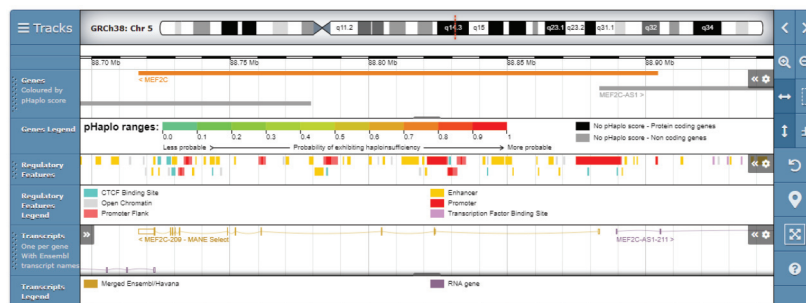 Tracks
GRCh38: Chr 5
q11.2
q14.3
q15
q23.1
q23.2
q31.1
q32
q34
88.70 Mb
88.75 Mb
88.80 Mb
88.85 Mb
88.90 Mb
Genes
Coloured by
pHaplo score
< MEF2C
MEF2C-AS1 >
Genes Legend
pHaplo ranges:
0.0 0.1 0.2 0.3 0.4 0.5 0.6 0.7 0.8 0.9 1
Less probable
Probability of exhibiting haploinsufficiency
More probable
No pHaplo score - Protein coding genes
No pHaplo score - Non coding genes
Regulatory
Features
Regulatory
Features
Legend
CTCF Binding Site
Open Chromatin
Promoter Flank
Enhancer
Promoter
Transcription Factor Binding Site
Transcripts
One per gene
With Ensembl
transcript names
< MEF2C-209 - MANE Select
MEF2C-AS1-211 >
Transcripts
Legend
Merged Ensembl/Havana
RNA gene